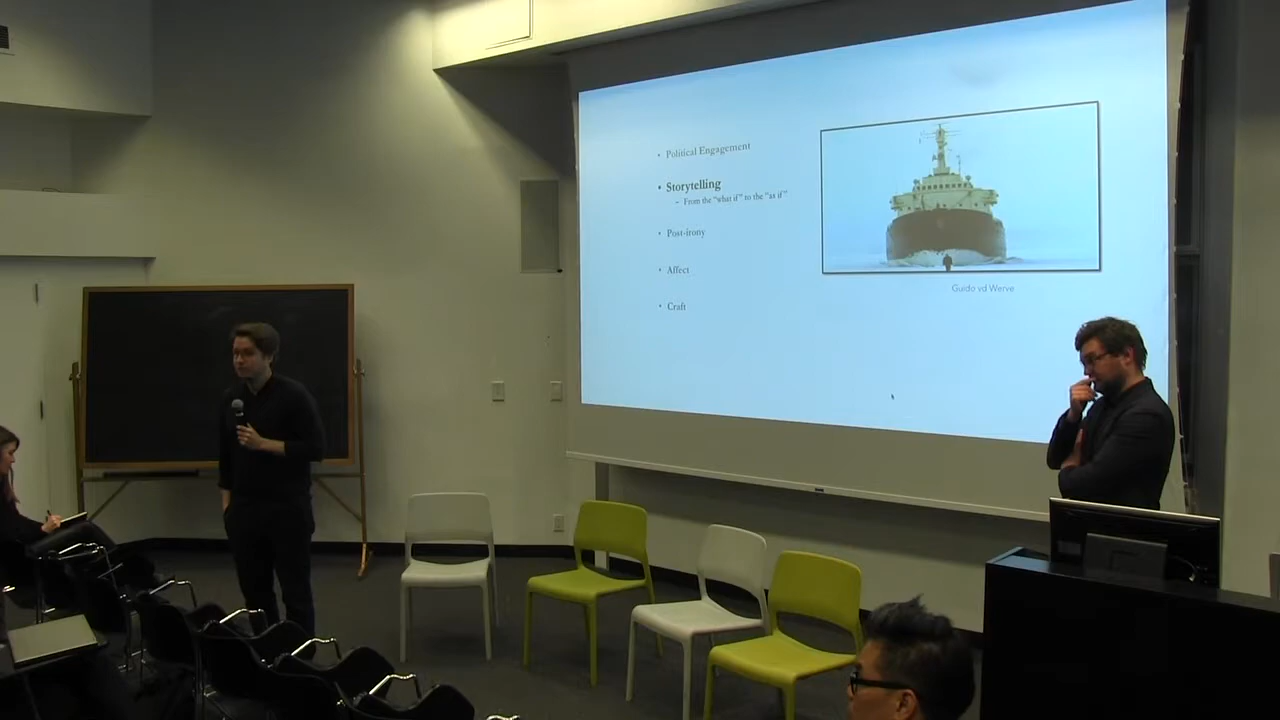 • Political Engagement
• Storytelling
– From the "what if" to the "as if"
• Post-irony
• Affect
• Craft
Guido vd Werve